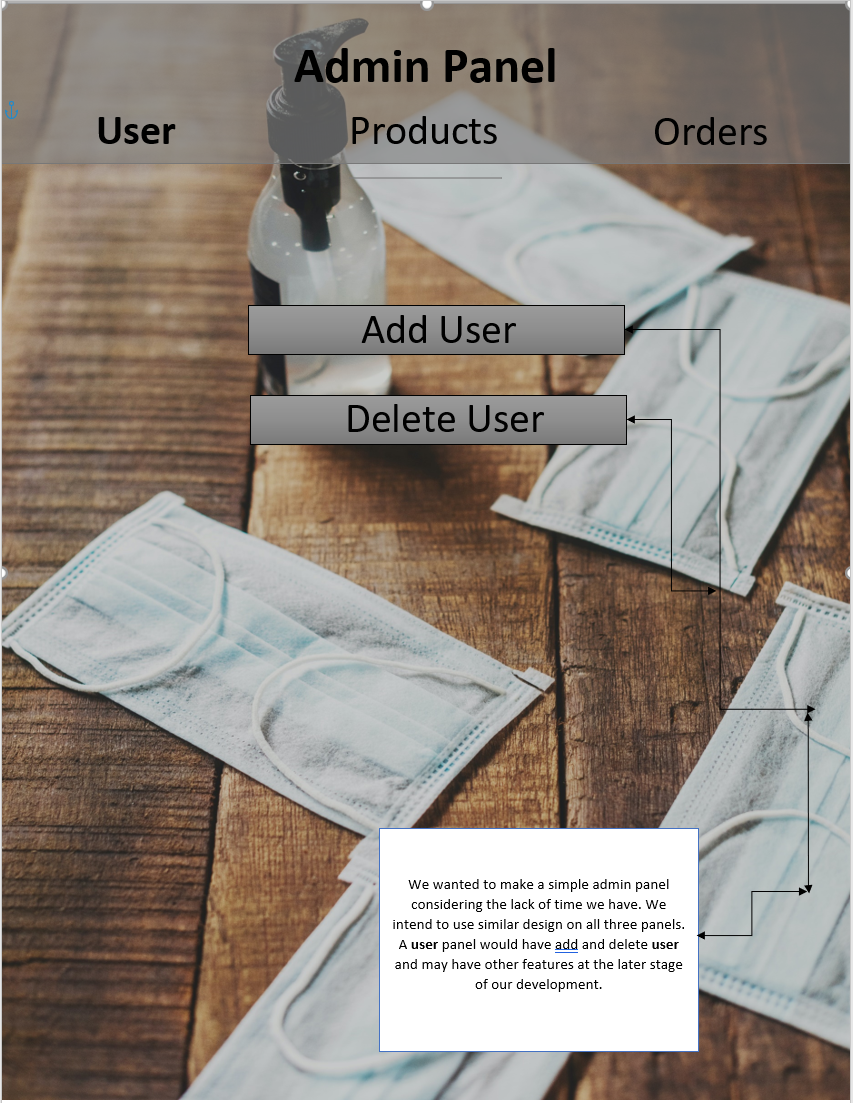 Admin Panel
User Products Orders
Add User
Delete User
We wanted to make a simple admin panel
considering the lack of time we have. We
intend to use similar design on all three panels.
A user panel would have add and delete user
and may have other features at the later stage
of our development.